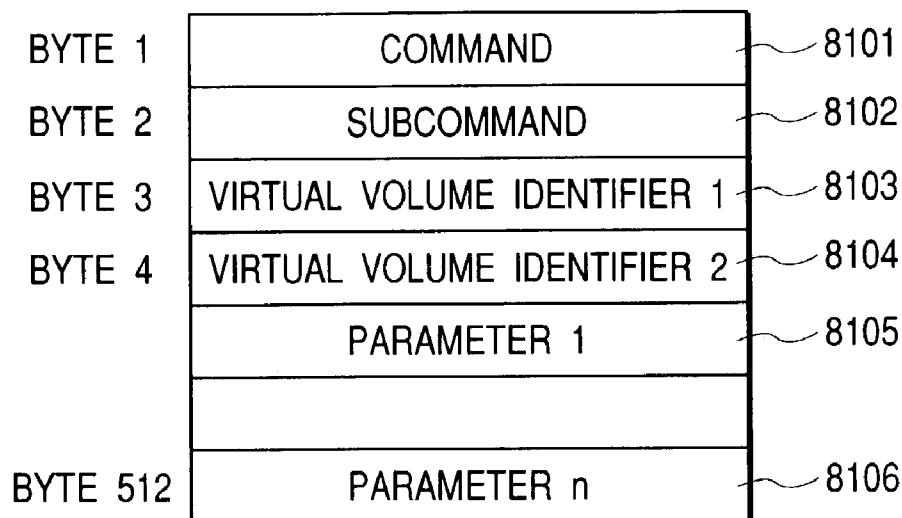 BYTE 1 COMMAND 8101
BYTE 2 SUBCOMMAND 8102
BYTE 3 VIRTUAL VOLUME IDENTIFIER 1 8103
BYTE 4 VIRTUAL VOLUME IDENTIFIER 2 8104
PARAMETER 1 8105
BYTE 512 PARAMETER n 8106